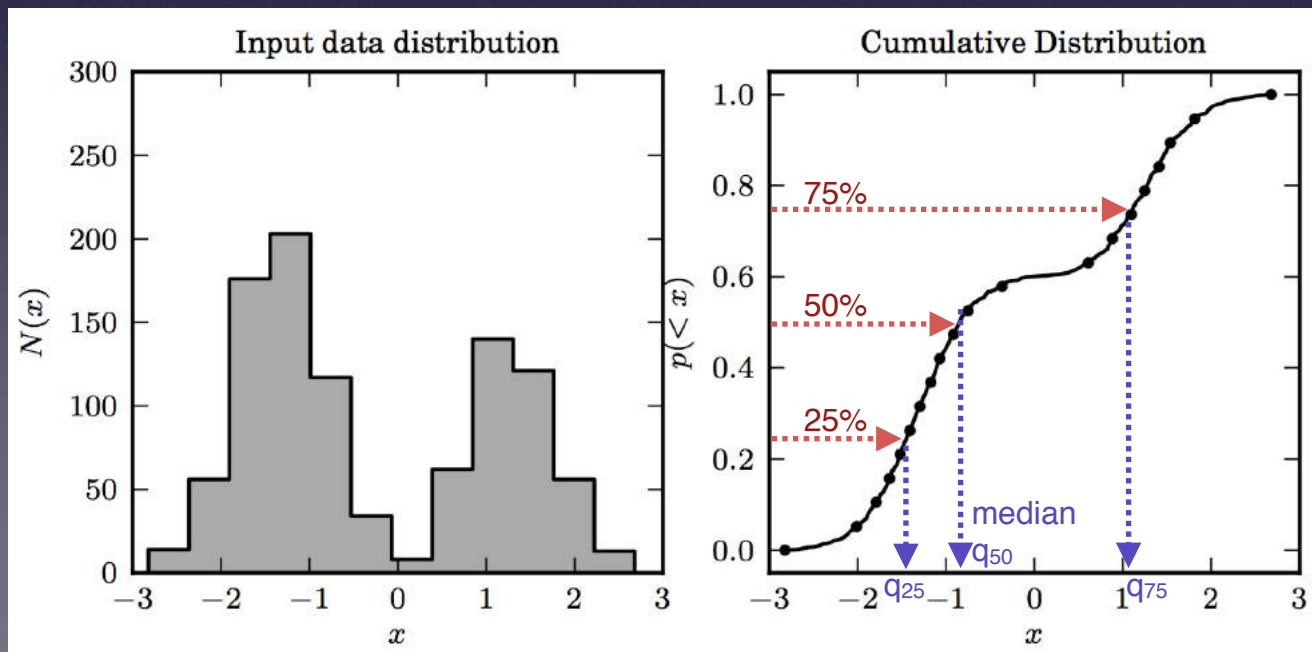 Input data distribution
300
250
200
150
100
50
0
N(x)
−3 −2 −1 0 1 2 3
x
Cumulative Distribution
1.0
0.8
0.6
0.4
0.2
0.0
p(< x)
75%
50%
25%
median
q50
q25
q75
−3 −2 −1 0 1 2 3
x